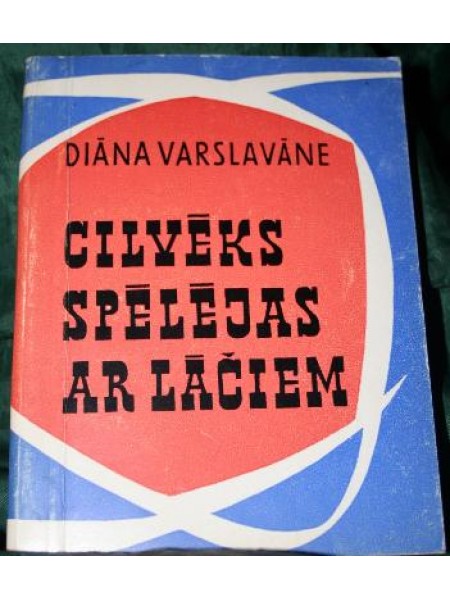 DIĀNA VARSLAVĀNE
CILVĒKS
SPĒLĒJAS
AR LĀČIEM